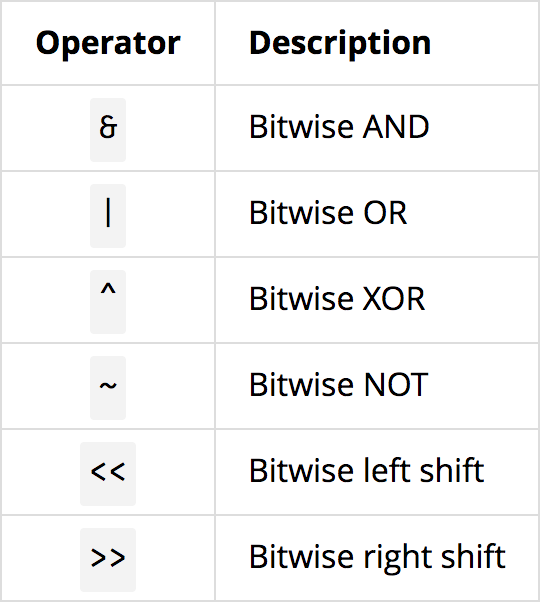 Operator Description
& Bitwise AND
| Bitwise OR
^ Bitwise XOR
~ Bitwise NOT
<< Bitwise left shift
>> Bitwise right shift